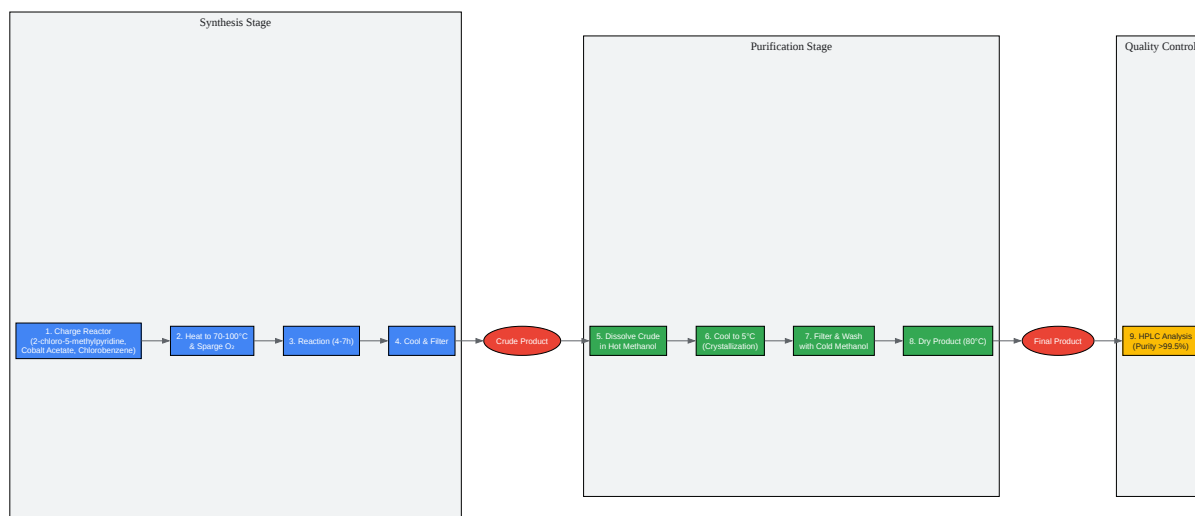 Synthesis Stage
Purification Stage
Quality Control
1. Charge Reactor
(2-chloro-5-methylpyridine,
Cobalt Acetate, Chlorobenzene)
2. Heat to 70-100°C
& Sparge O₂
3. Reaction (4-7h)
4. Cool & Filter
Crude Product
5. Dissolve Crude
in Hot Methanol
6. Cool to 5°C
(Crystallization)
7. Filter & Wash
with Cold Methanol
8. Dry Product (80°C)
Final Product
9. HPLC Analysis
(Purity >99.5%)